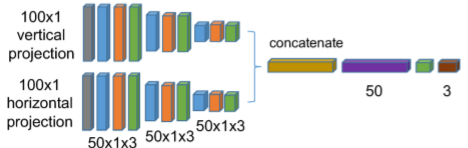 100x1
vertical
projection
concatenate
100x1
horizontal
projection
50
3
50x1x3
50x1x3
50x1x3